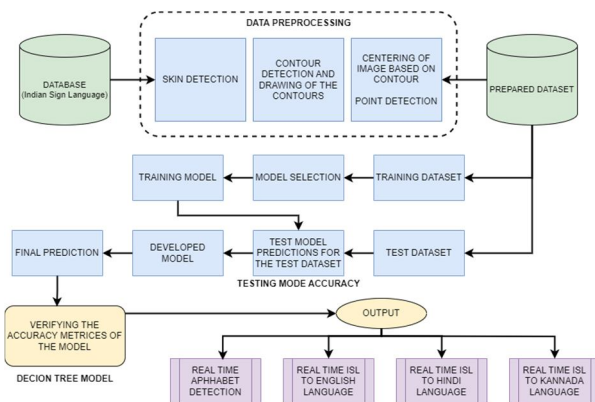 DATA PREPROCESSING
DATABASE
(Indian Sign Language)
SKIN DETECTION
CONTOUR
DETECTION AND
DRAWING OF THE
CONTOURS
CENTERING OF
IMAGE BASED ON
CONTOUR
POINT DETECTION
PREPARED DATASET
TRAINING MODEL
MODEL SELECTION
TRAINING DATASET
FINAL PREDICTION
DEVELOPED
MODEL
TEST MODEL
PREDICTIONS FOR
THE TEST DATASET
TEST DATASET
TESTING MODE ACCURACY
VERIFYING THE
ACCURACY METRICES OF
THE MODEL
OUTPUT
DECION TREE MODEL
REAL TIME
APHHABET
DETECTION
REAL TIME ISL
TO ENGLISH
LANGUAGE
REAL TIME ISL
TO HINDI
LANGUAGE
REAL TIME ISL
TO KANNADA
LANGUAGE